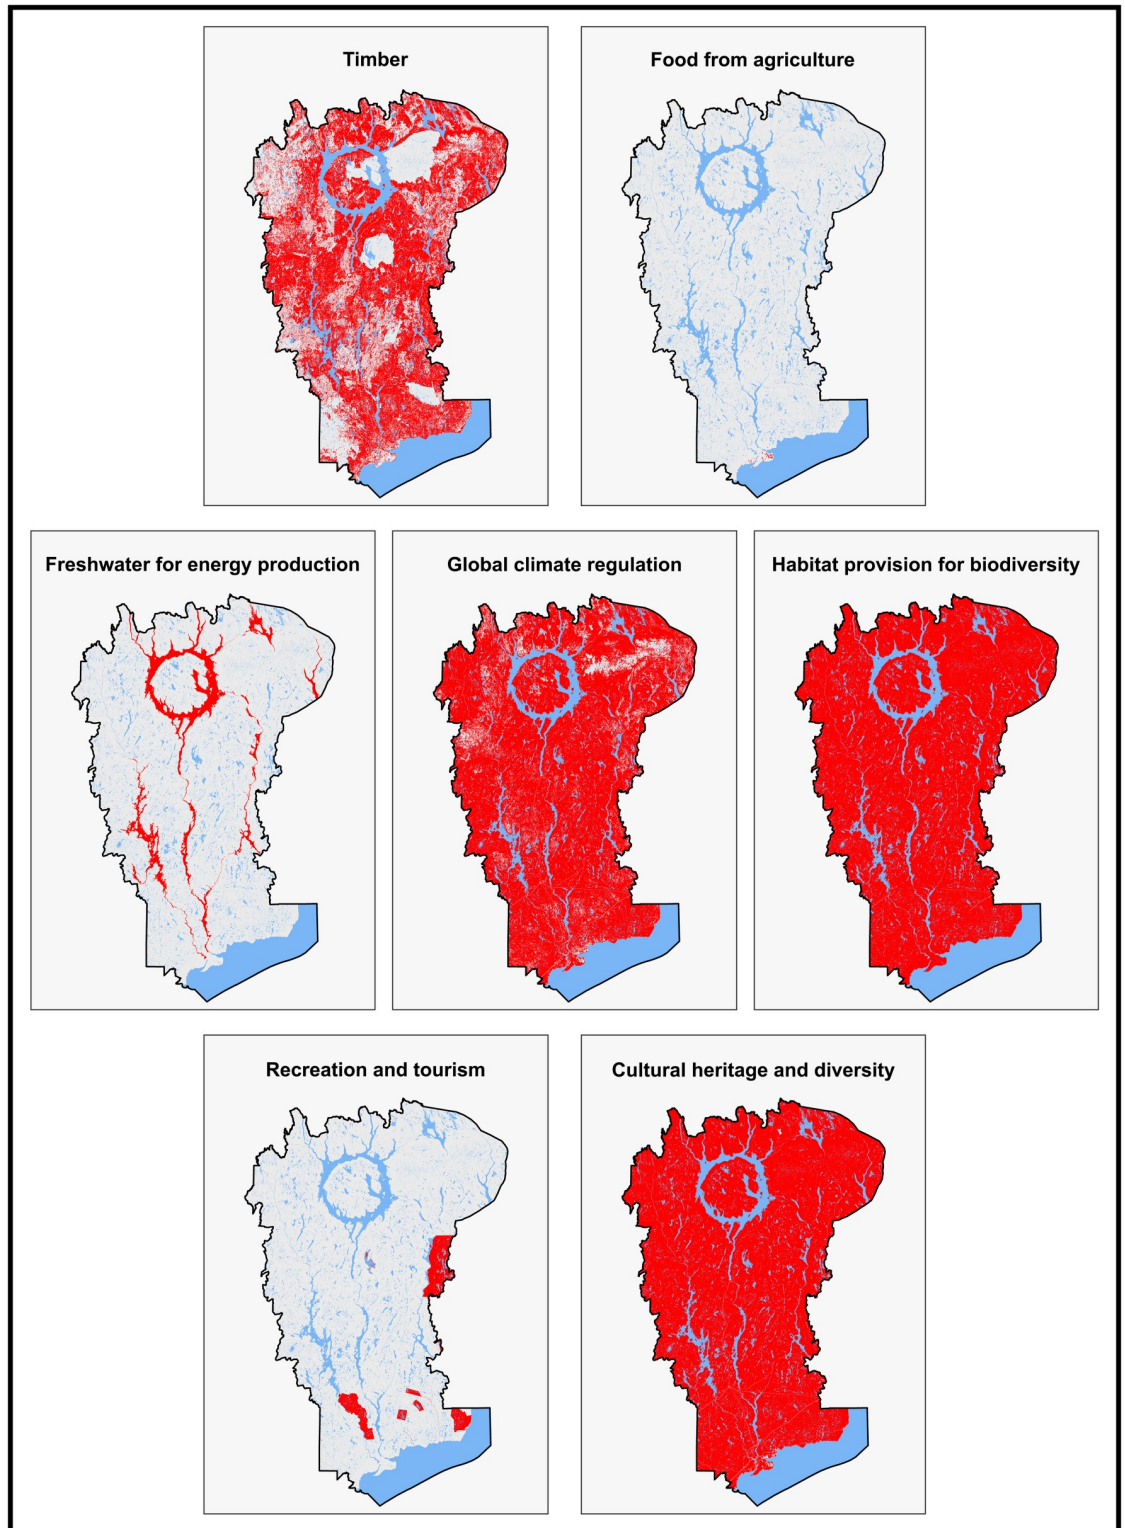 Timber
Food from agriculture
Freshwater for energy production
Global climate regulation
Habitat provision for biodiversity
Recreation and tourism
Cultural heritage and diversity